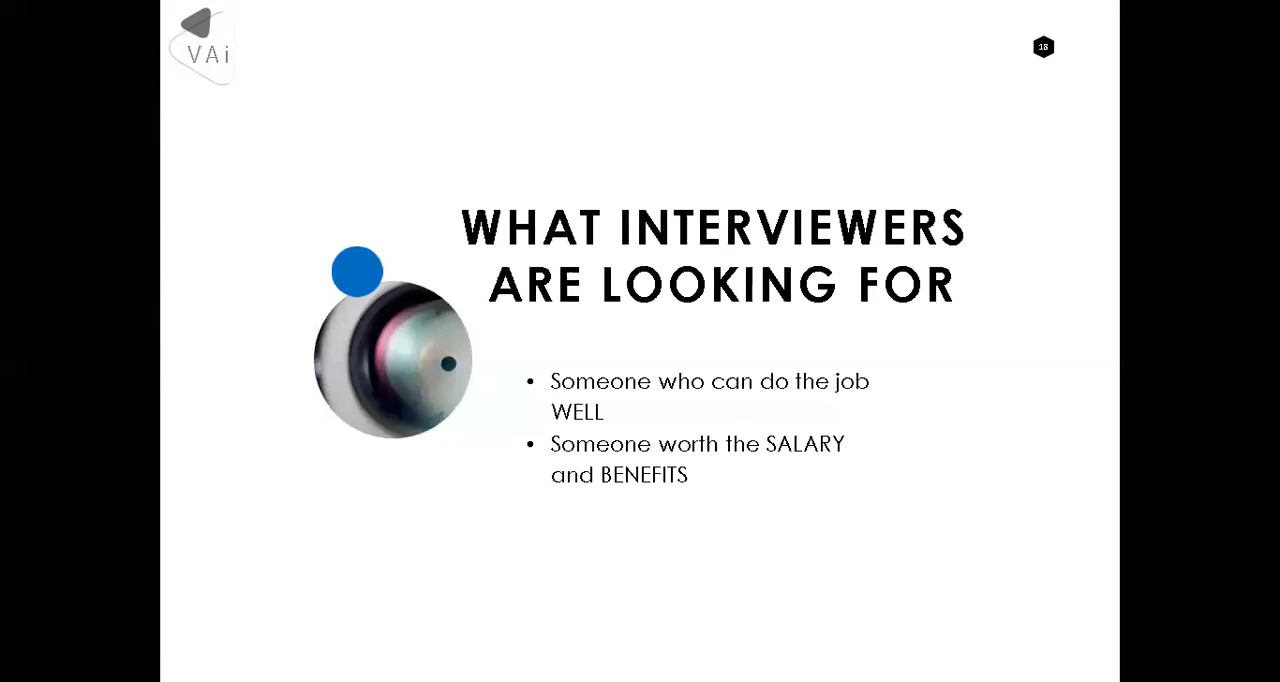 VAi
18
WHAT INTERVIEWERS
ARE LOOKING FOR
• Someone who can do the job
WELL
• Someone worth the SALARY
and BENEFITS